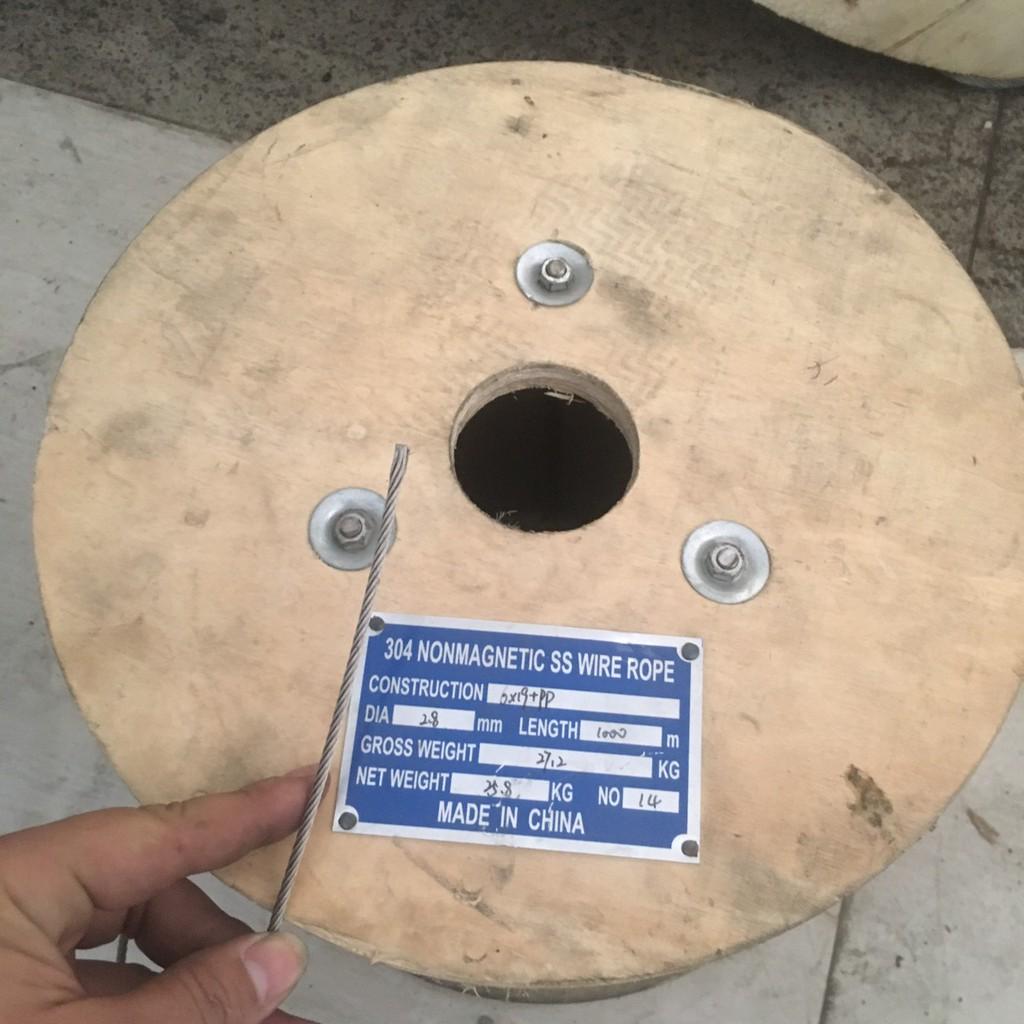 304 NONMAGNETIC SS WIRE ROPE
CONSTRUCTION 6x19+PP
DIA 2.8 mm LENGTH 1000 m
GROSS WEIGHT 27.2 KG
NET WEIGHT 25.8 KG NO 14
MADE IN CHINA